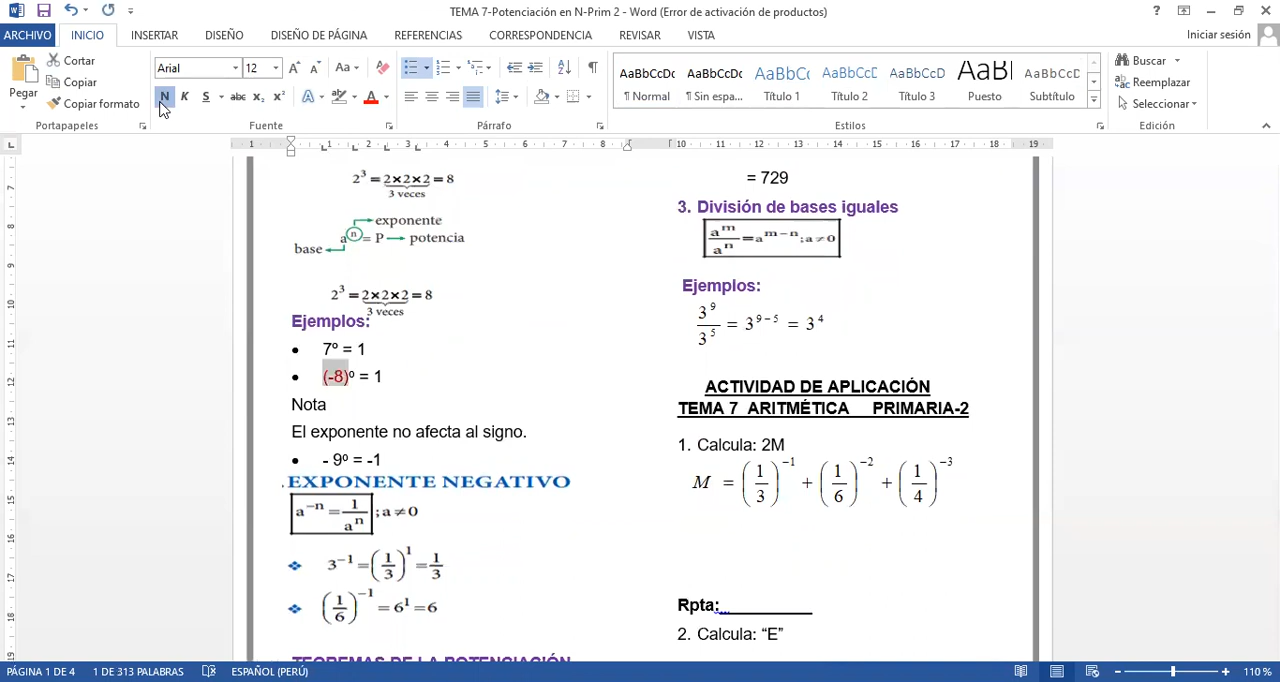 TEMA 7-Potenciación en N-Prim 2 - Word (Error de activación de productos)
ARCHIVO INICIO INSERTAR DISEÑO DISEÑO DE PÁGINA REFERENCIAS CORRESPONDENCIA REVISAR VISTA Iniciar sesión
Pegar
Cortar
Copiar
Copiar formato
Portapapeles
Arial 12
Fuente
Párrafo
AaBbCcDc AaBbCcDc AaBbCc AaBbCc AaBbCcD AaBl AaBbCcD
¶ Normal ¶ Sin espa... Título 1 Título 2 Título 3 Puesto Subtítulo
Estilos
Buscar
Reemplazar
Seleccionar
Edición
2³ = 2×2×2 = 8
3 veces
exponente
aⁿ = P → potencia
base
2³ = 2×2×2 = 8
3 veces
Ejemplos:
• 7º = 1
• (-8)º = 1
Nota
El exponente no afecta al signo.
• - 9º = -1
EXPONENTE NEGATIVO
a⁻ⁿ = 1/aⁿ ; a ≠ 0
❖ 3⁻¹ = (1/3)¹ = 1/3
❖ (1/6)⁻¹ = 6¹ = 6
TEOREMAS DE LA POTENCIACIÓN
= 729
3. División de bases iguales
aᵐ/aⁿ = aᵐ⁻ⁿ ; a ≠ 0
Ejemplos:
3⁹/3⁵ = 3⁹⁻⁵ = 3⁴
ACTIVIDAD DE APLICACIÓN
TEMA 7 ARITMÉTICA PRIMARIA-2
1. Calcula: 2M
M = (1/3)⁻¹ + (1/6)⁻² + (1/4)⁻³
Rpta:
2. Calcula: “E”
PÁGINA 1 DE 4 1 DE 313 PALABRAS ESPAÑOL (PERÚ) 110 %